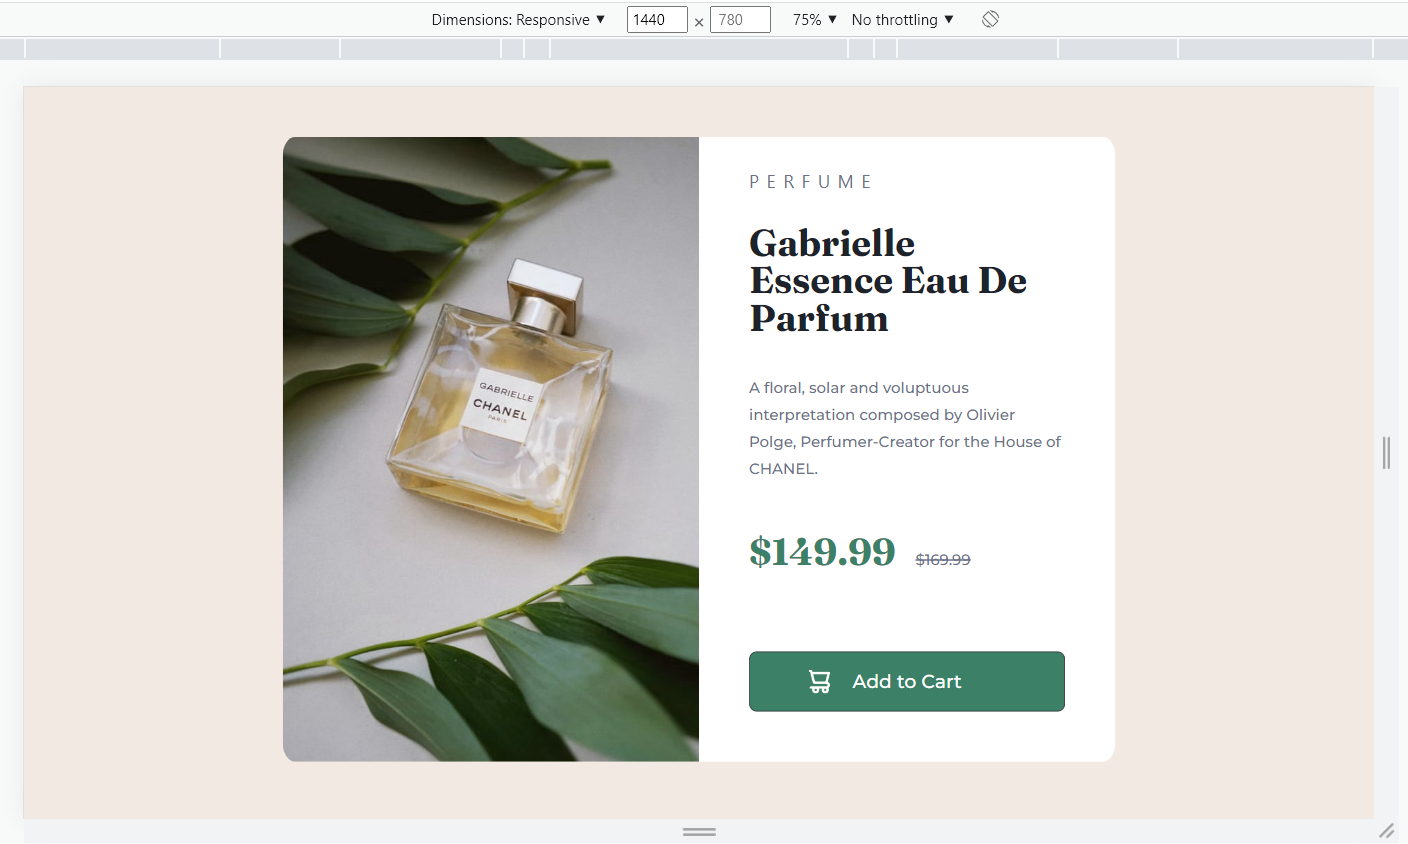 Dimensions: Responsive ▼ 1440 × 780 75% ▼ No throttling ▼
PERFUME
Gabrielle
Essence Eau De
Parfum
GABRIELLE
CHANEL
PARIS
A floral, solar and voluptuous
interpretation composed by Olivier
Polge, Perfumer-Creator for the House of
CHANEL.
$149.99 $169.99
Add to Cart